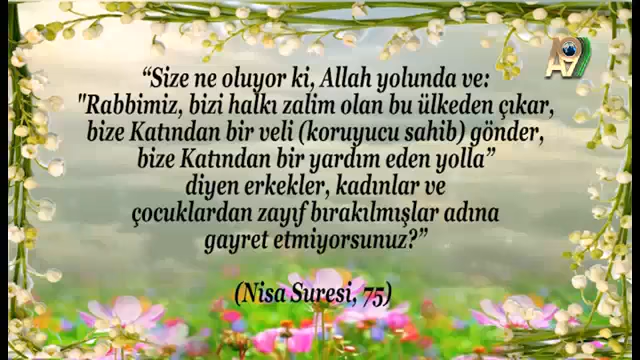 “Size ne oluyor ki, Allah yolunda ve:
"Rabbimiz, bizi halkı zalim olan bu ülkeden çıkar,
bize Katından bir veli (koruyucu sahib) gönder,
bize Katından bir yardım eden yolla”
diyen erkekler, kadınlar ve
çocuklardan zayıf bırakılmışlar adına
gayret etmiyorsunuz?”
(Nisa Suresi, 75)
A9